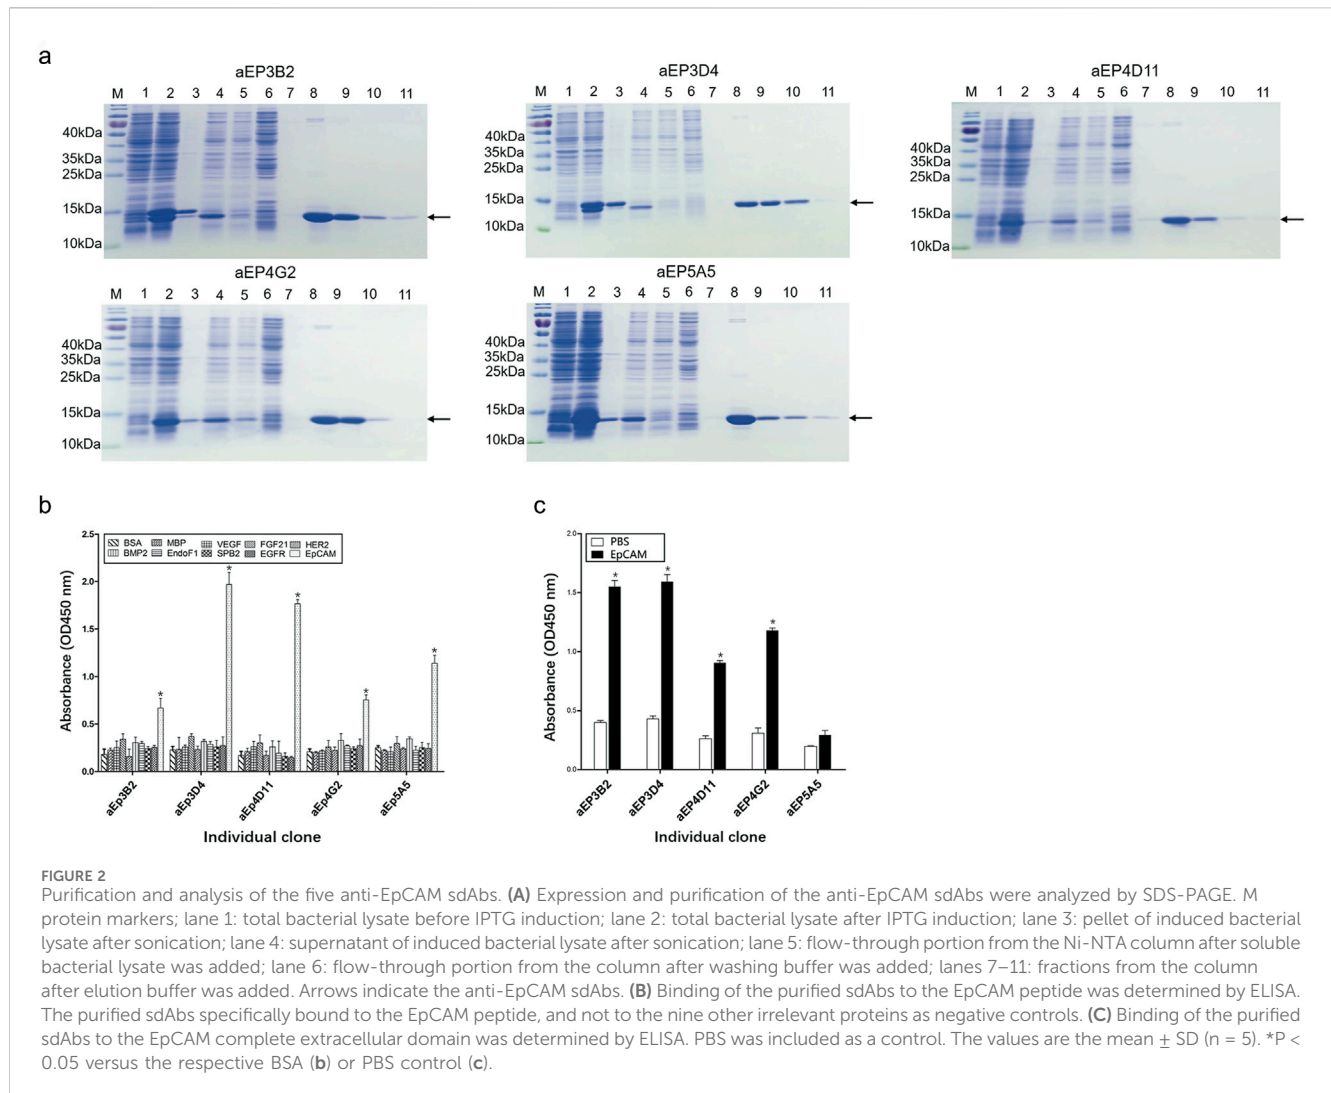 a
aEP3B2
M 1 2 3 4 5 6 7 8 9 10 11
40kDa
35kDa
25kDa
15kDa
10kDa
aEP3D4
M 1 2 3 4 5 6 7 8 9 10 11
40kDa
35kDa
25kDa
15kDa
10kDa
aEP4D11
M 1 2 3 4 5 6 7 8 9 10 11
40kDa
35kDa
25kDa
15kDa
10kDa
aEP4G2
M 1 2 3 4 5 6 7 8 9 10 11
40kDa
35kDa
25kDa
15kDa
10kDa
aEP5A5
M 1 2 3 4 5 6 7 8 9 10 11
40kDa
35kDa
25kDa
15kDa
10kDa
b
Absorbance (OD450 nm)
2.5
2.0
1.5
1.0
0.5
0.0
BSA MBP VEGF FGF21 HER2
BMP2 EndoF1 SPB2 EGFR EpCAM
* * * * *
aEp3B2 aEp3D4 aEp4D11 aEp4G2 aEp5A5
Individual clone
c
Absorbance (OD450 nm)
2.0
1.5
1.0
0.5
0.0
PBS
EpCAM
* * * *
aEP3B2 aEP3D4 aEP4D11 aEP4G2 aEP5A5
Individual clone
FIGURE 2
Purification and analysis of the five anti-EpCAM sdAbs. (A) Expression and purification of the anti-EpCAM sdAbs were analyzed by SDS-PAGE. M
protein markers; lane 1: total bacterial lysate before IPTG induction; lane 2: total bacterial lysate after IPTG induction; lane 3: pellet of induced bacterial
lysate after sonication; lane 4: supernatant of induced bacterial lysate after sonication; lane 5: flow-through portion from the Ni-NTA column after soluble
bacterial lysate was added; lane 6: flow-through portion from the column after washing buffer was added; lanes 7–11: fractions from the column
after elution buffer was added. Arrows indicate the anti-EpCAM sdAbs. (B) Binding of the purified sdAbs to the EpCAM peptide was determined by ELISA.
The purified sdAbs specifically bound to the EpCAM peptide, and not to the nine other irrelevant proteins as negative controls. (C) Binding of the purified
sdAbs to the EpCAM complete extracellular domain was determined by ELISA. PBS was included as a control. The values are the mean ± SD (n = 5). *P <
0.05 versus the respective BSA (b) or PBS control (c).